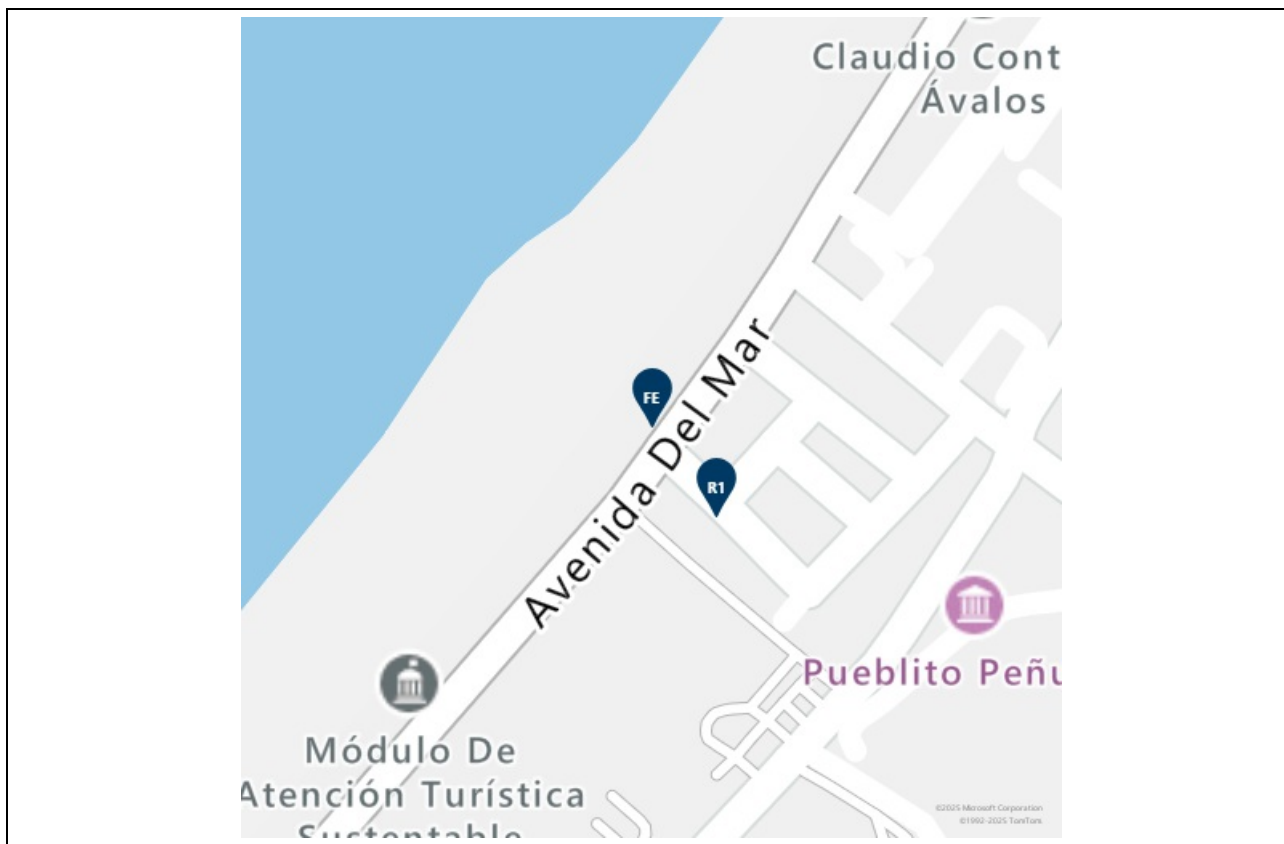 Claudio Cont
Ávalos
FE
Avenida Del Mar
R1
Pueblito Peñu
Módulo De
Atención Turística
Sustentable
©2025 Microsoft Corporation
©1992-2025 TomTom